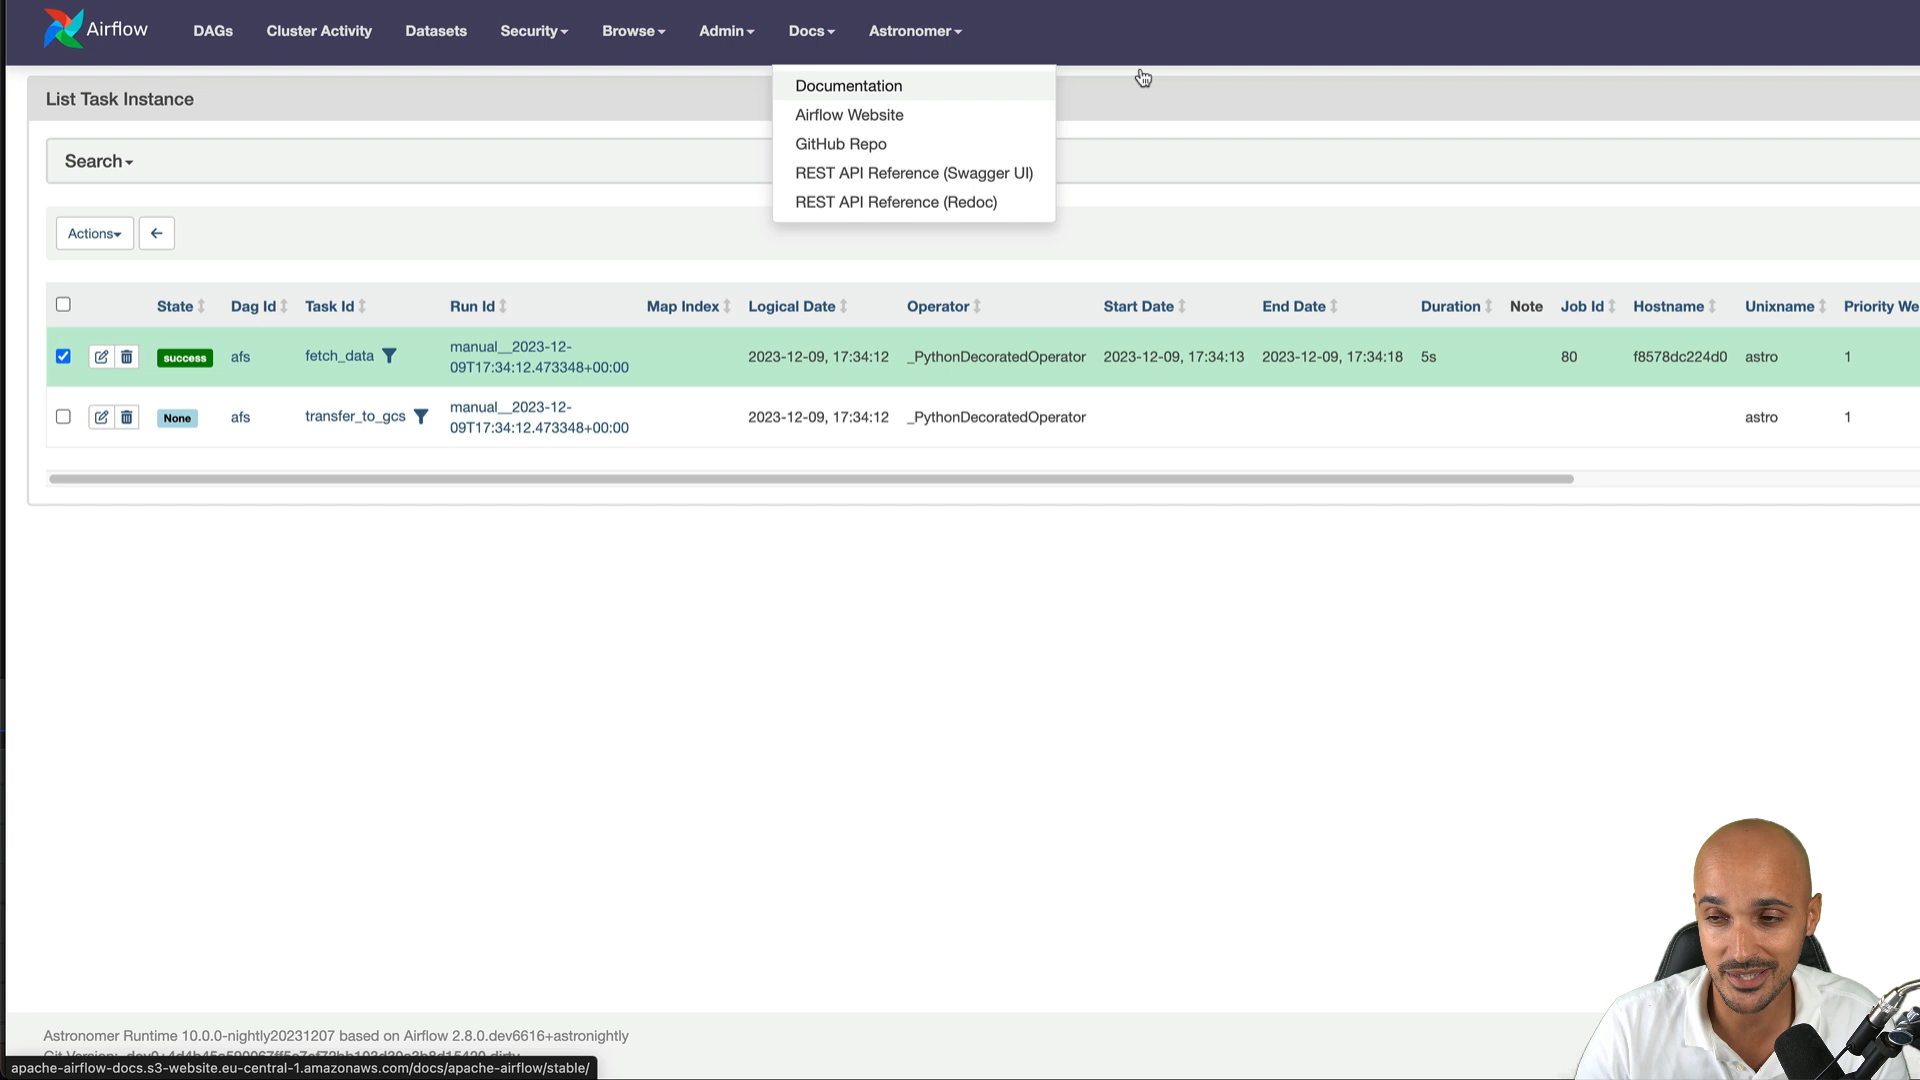 Airflow DAGs Cluster Activity Datasets Security Browse Admin Docs Astronomer
Documentation
Airflow Website
GitHub Repo
REST API Reference (Swagger UI)
REST API Reference (Redoc)
List Task Instance
Search
Actions
State Dag Id Task Id Run Id Map Index Logical Date Operator Start Date End Date Duration Note Job Id Hostname Unixname Priority We
success afs fetch_data manual__2023-12-09T17:34:12.473348+00:00 2023-12-09, 17:34:12 _PythonDecoratedOperator 2023-12-09, 17:34:13 2023-12-09, 17:34:18 5s 80 f8578dc224d0 astro 1
None afs transfer_to_gcs manual__2023-12-09T17:34:12.473348+00:00 2023-12-09, 17:34:12 _PythonDecoratedOperator astro 1
Astronomer Runtime 10.0.0-nightly20231207 based on Airflow 2.8.0.dev6616+astronightly
apache-airflow-docs.s3-website.eu-central-1.amazonaws.com/docs/apache-airflow/stable/